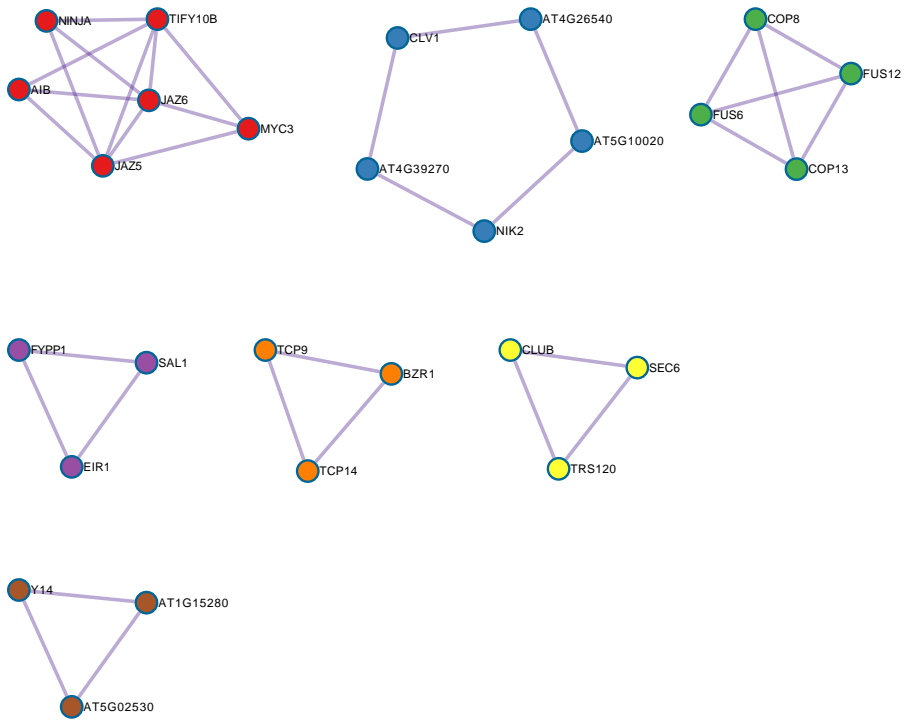 NINJA
TIFY10B
AIB
JAZ6
MYC3
JAZ5
AT4G26540
CLV1
AT5G10020
AT4G39270
NIK2
COP8
FUS12
FUS6
COP13
FYPP1
SAL1
EIR1
TCP9
BZR1
TCP14
CLUB
SEC6
TRS120
Y14
AT1G15280
AT5G02530